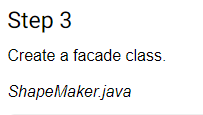 Step 3
Create a facade class.
ShapeMaker.java